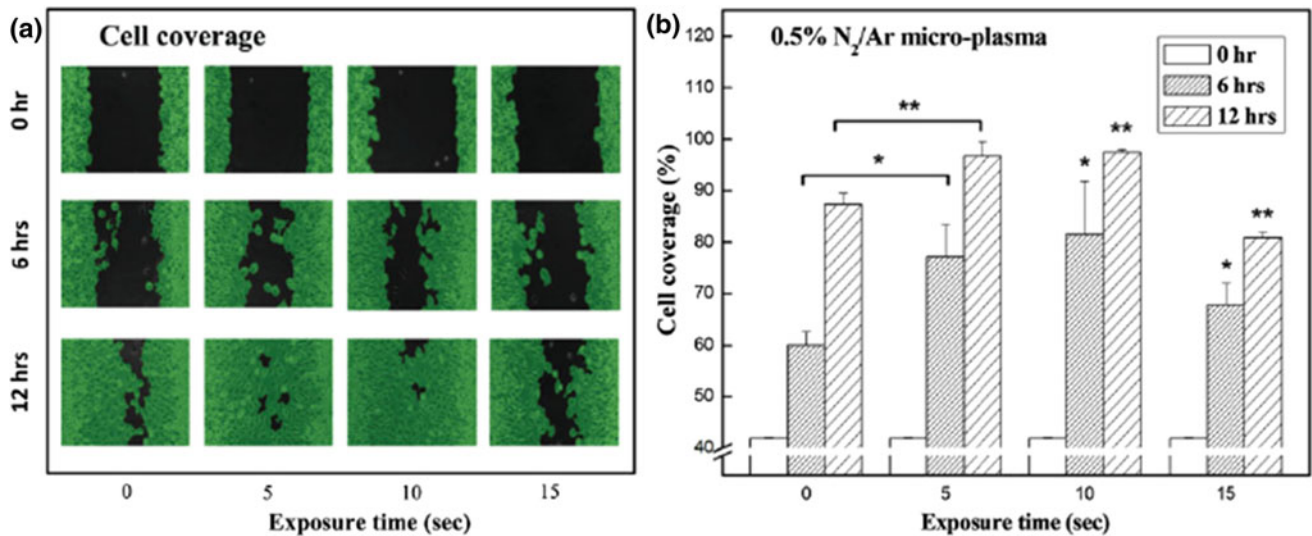 (a)
Cell coverage
0 hr
6 hrs
12 hrs
0 5 10 15
Exposure time (sec)
(b)
0.5% N₂/Ar micro-plasma
0 hr
6 hrs
12 hrs
120
110
100
90
80
70
60
50
40
Cell coverage (%)
*
**
*
**
*
**
0 5 10 15
Exposure time (sec)